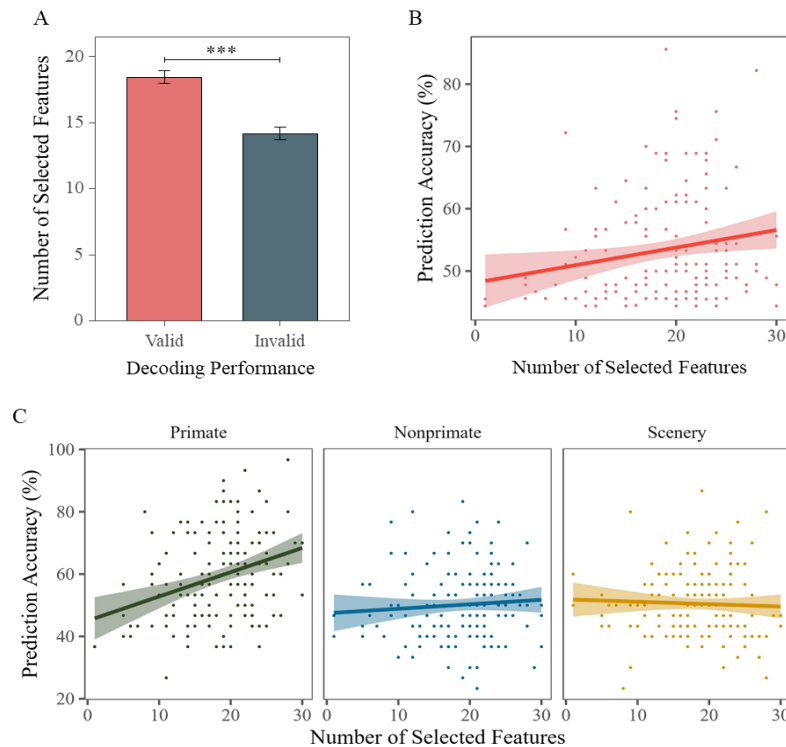 A
Number of Selected Features
20
15
10
5
0
***
Valid
Invalid
Decoding Performance
B
Prediction Accuracy (%)
80
70
60
50
10
20
30
Number of Selected Features
C
Primate
Nonprimate
Scenery
Prediction Accuracy (%)
100
80
60
40
20
0
10
20
30
0
10
20
30
0
10
20
30
Number of Selected Features